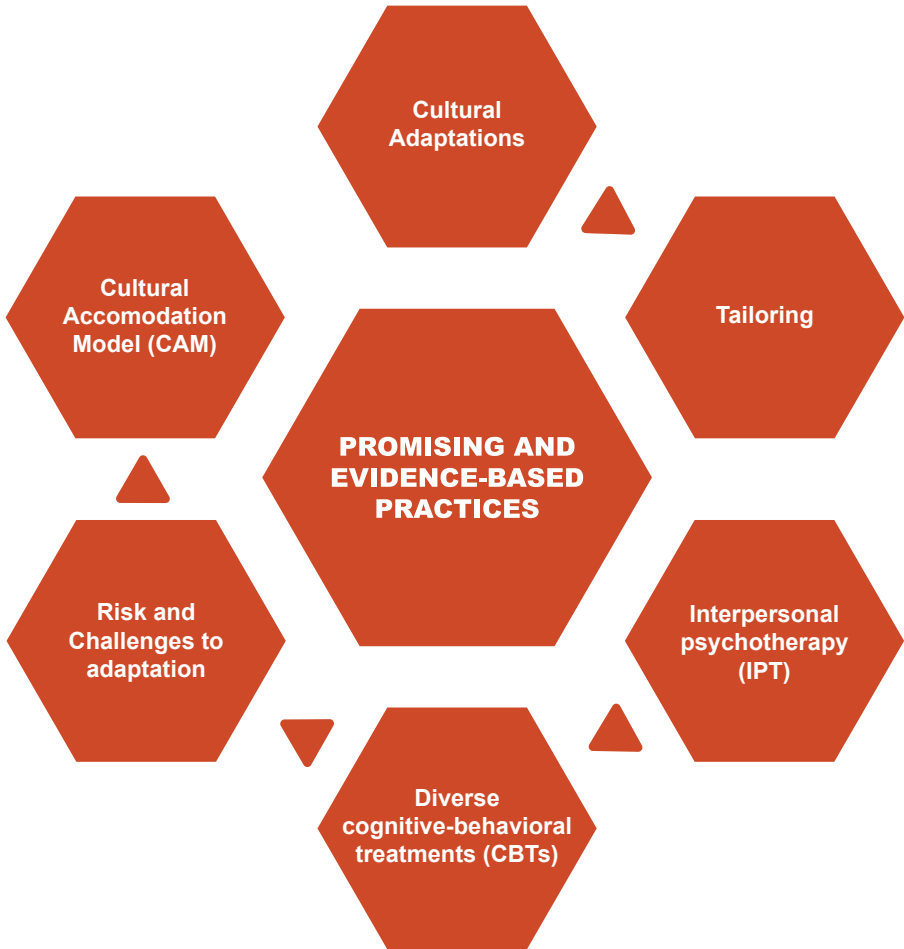 Cultural
Adaptations
Tailoring
Interpersonal
psychotherapy
(IPT)
Diverse
cognitive-behavioral
treatments (CBTs)
Risk and
Challenges to
adaptation
Cultural
Accomodation
Model (CAM)
PROMISING AND
EVIDENCE-BASED
PRACTICES